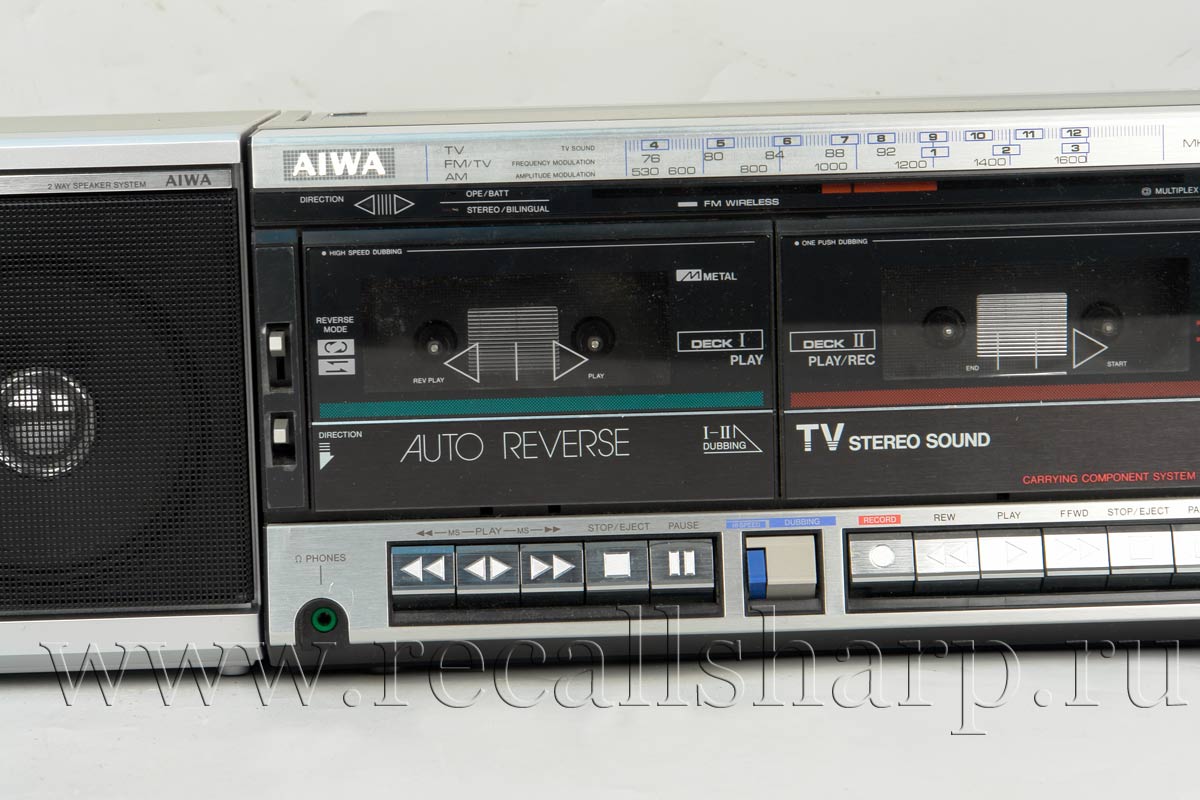 AIWA
TV
TV SOUND
FM/TV
FREQUENCY MODULATION
AM
AMPLITUDE MODULATION
4 5 6 7 8 9 10 11 12
76 80 84 88 92 1 2 3
530 600 800 1000 1200 1400 1600
2 WAY SPEAKER SYSTEM AIWA
DIRECTION
OPE/BATT
STEREO/BILINGUAL
FM WIRELESS
MULTIPLEX
HIGH SPEED DUBBING
METAL
REVERSE
MODE
DECK I
PLAY
REV PLAY
PLAY
DIRECTION
AUTO REVERSE
I-II
DUBBING
ONE PUSH DUBBING
DECK II
PLAY/REC
END
START
TV STEREO SOUND
CARRYING COMPONENT SYSTEM
Ω PHONES
◀◀ — MS — PLAY — MS — ▶▶
STOP/EJECT
PAUSE
HI SPEED
DUBBING
RECORD
REW
PLAY
FFWD
STOP/EJECT
www.recallsharp.ru